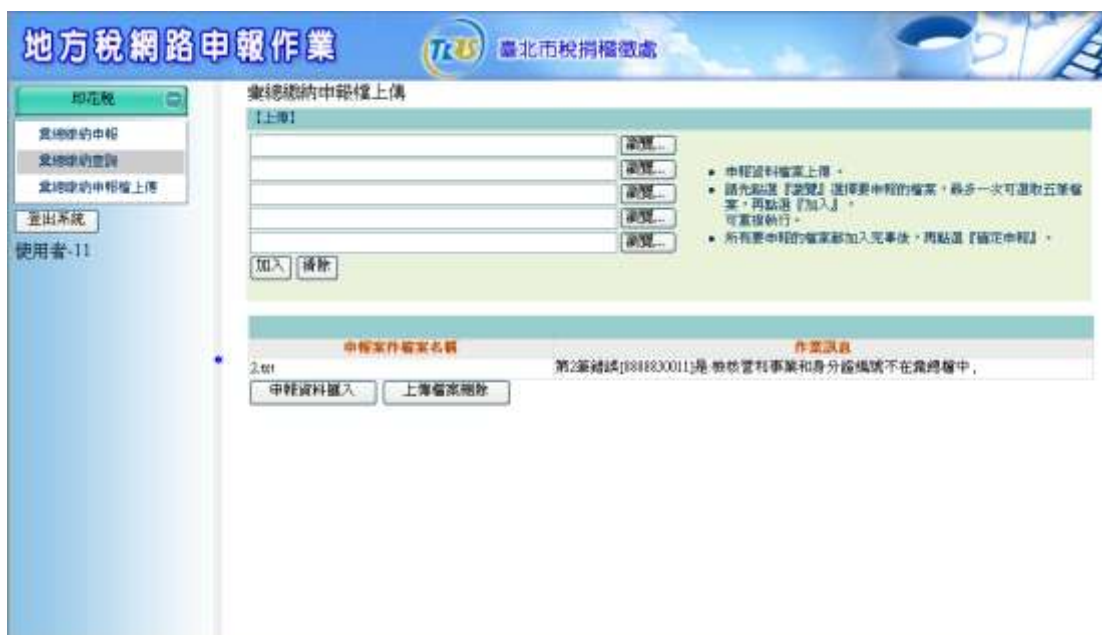 地方稅網路申報作業
TCTS
臺北市稅捐稽徵處
印花稅
彙總繳納申報
彙總繳納查詢
彙總繳納申報檔上傳
登出系統
使用者-11
彙總繳納申報檔上傳
【上傳】
瀏覽...
瀏覽...
瀏覽...
瀏覽...
瀏覽...
申報資料檔案上傳。
請先點選『瀏覽』選擇要申報的檔案，最多一次可選取五筆檔
案，再點選『加入』。
可重複執行。
所有要申報的檔案都加入完事後，再點選『確定申報』。
加入
清除
申報案件檔案名稱
作業訊息
2.txt
第2筆錯誤[8888830011]是:檢核營利事業和身分證編號不在彙總檔中,
申報資料匯入
上傳檔案刪除